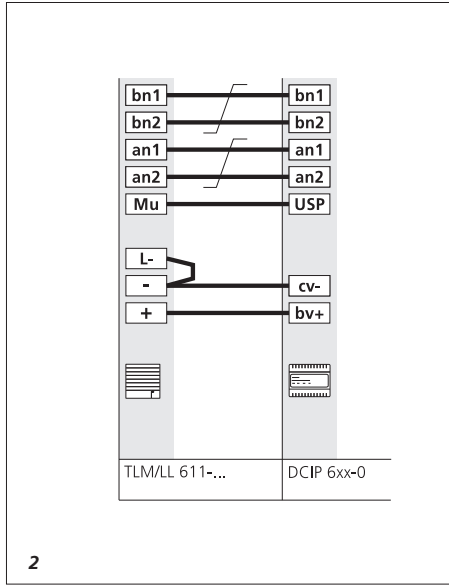 bn1 bn1
bn2 bn2
an1 an1
an2 an2
Mu USP
L-
- cv-
+ bv+
TLM/LL 611-... DCIP 6xx-0
2